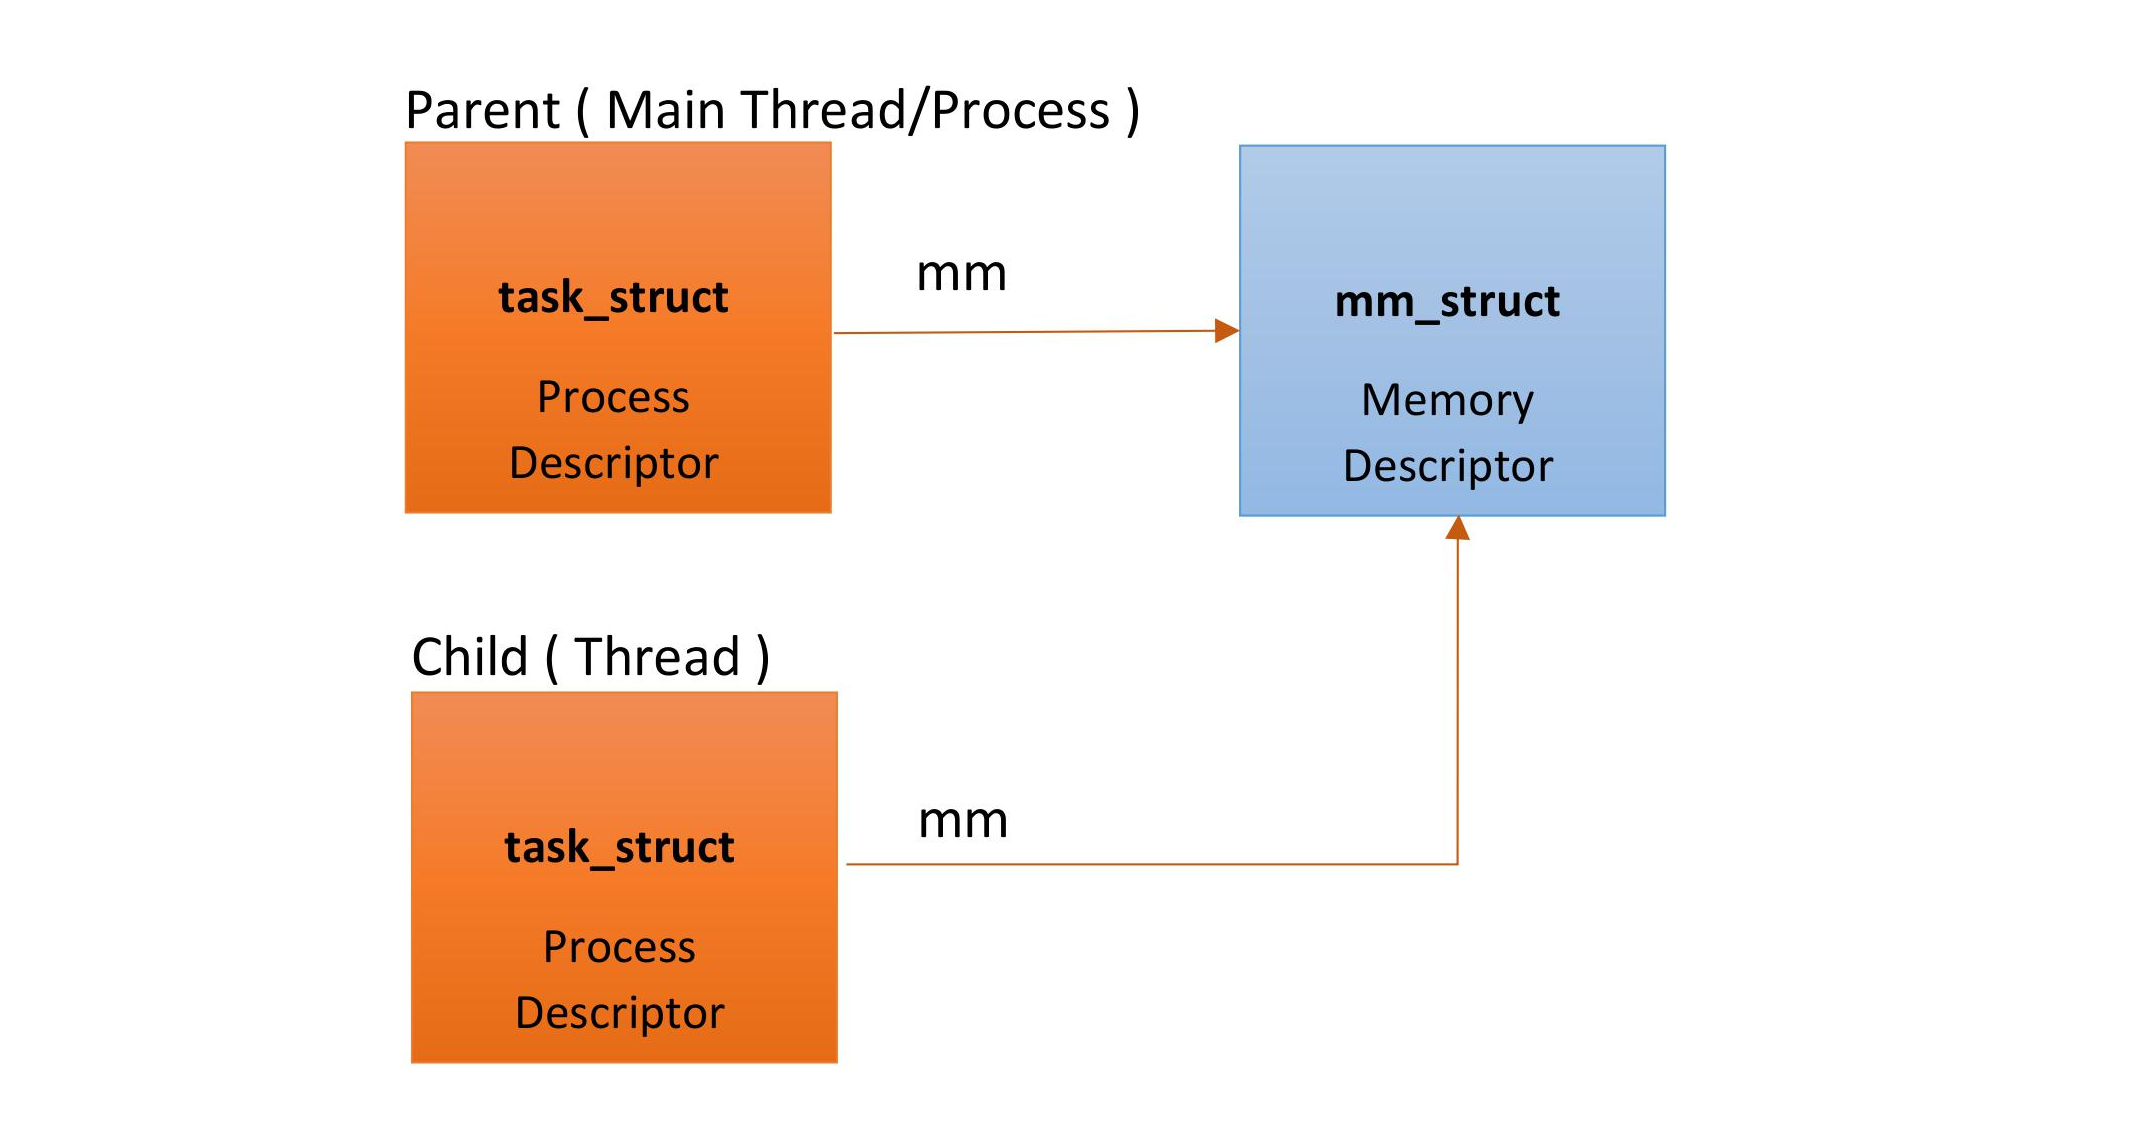 Parent ( Main Thread/Process )
task_struct
Process
Descriptor
mm
mm_struct
Memory
Descriptor
Child ( Thread )
task_struct
Process
Descriptor
mm